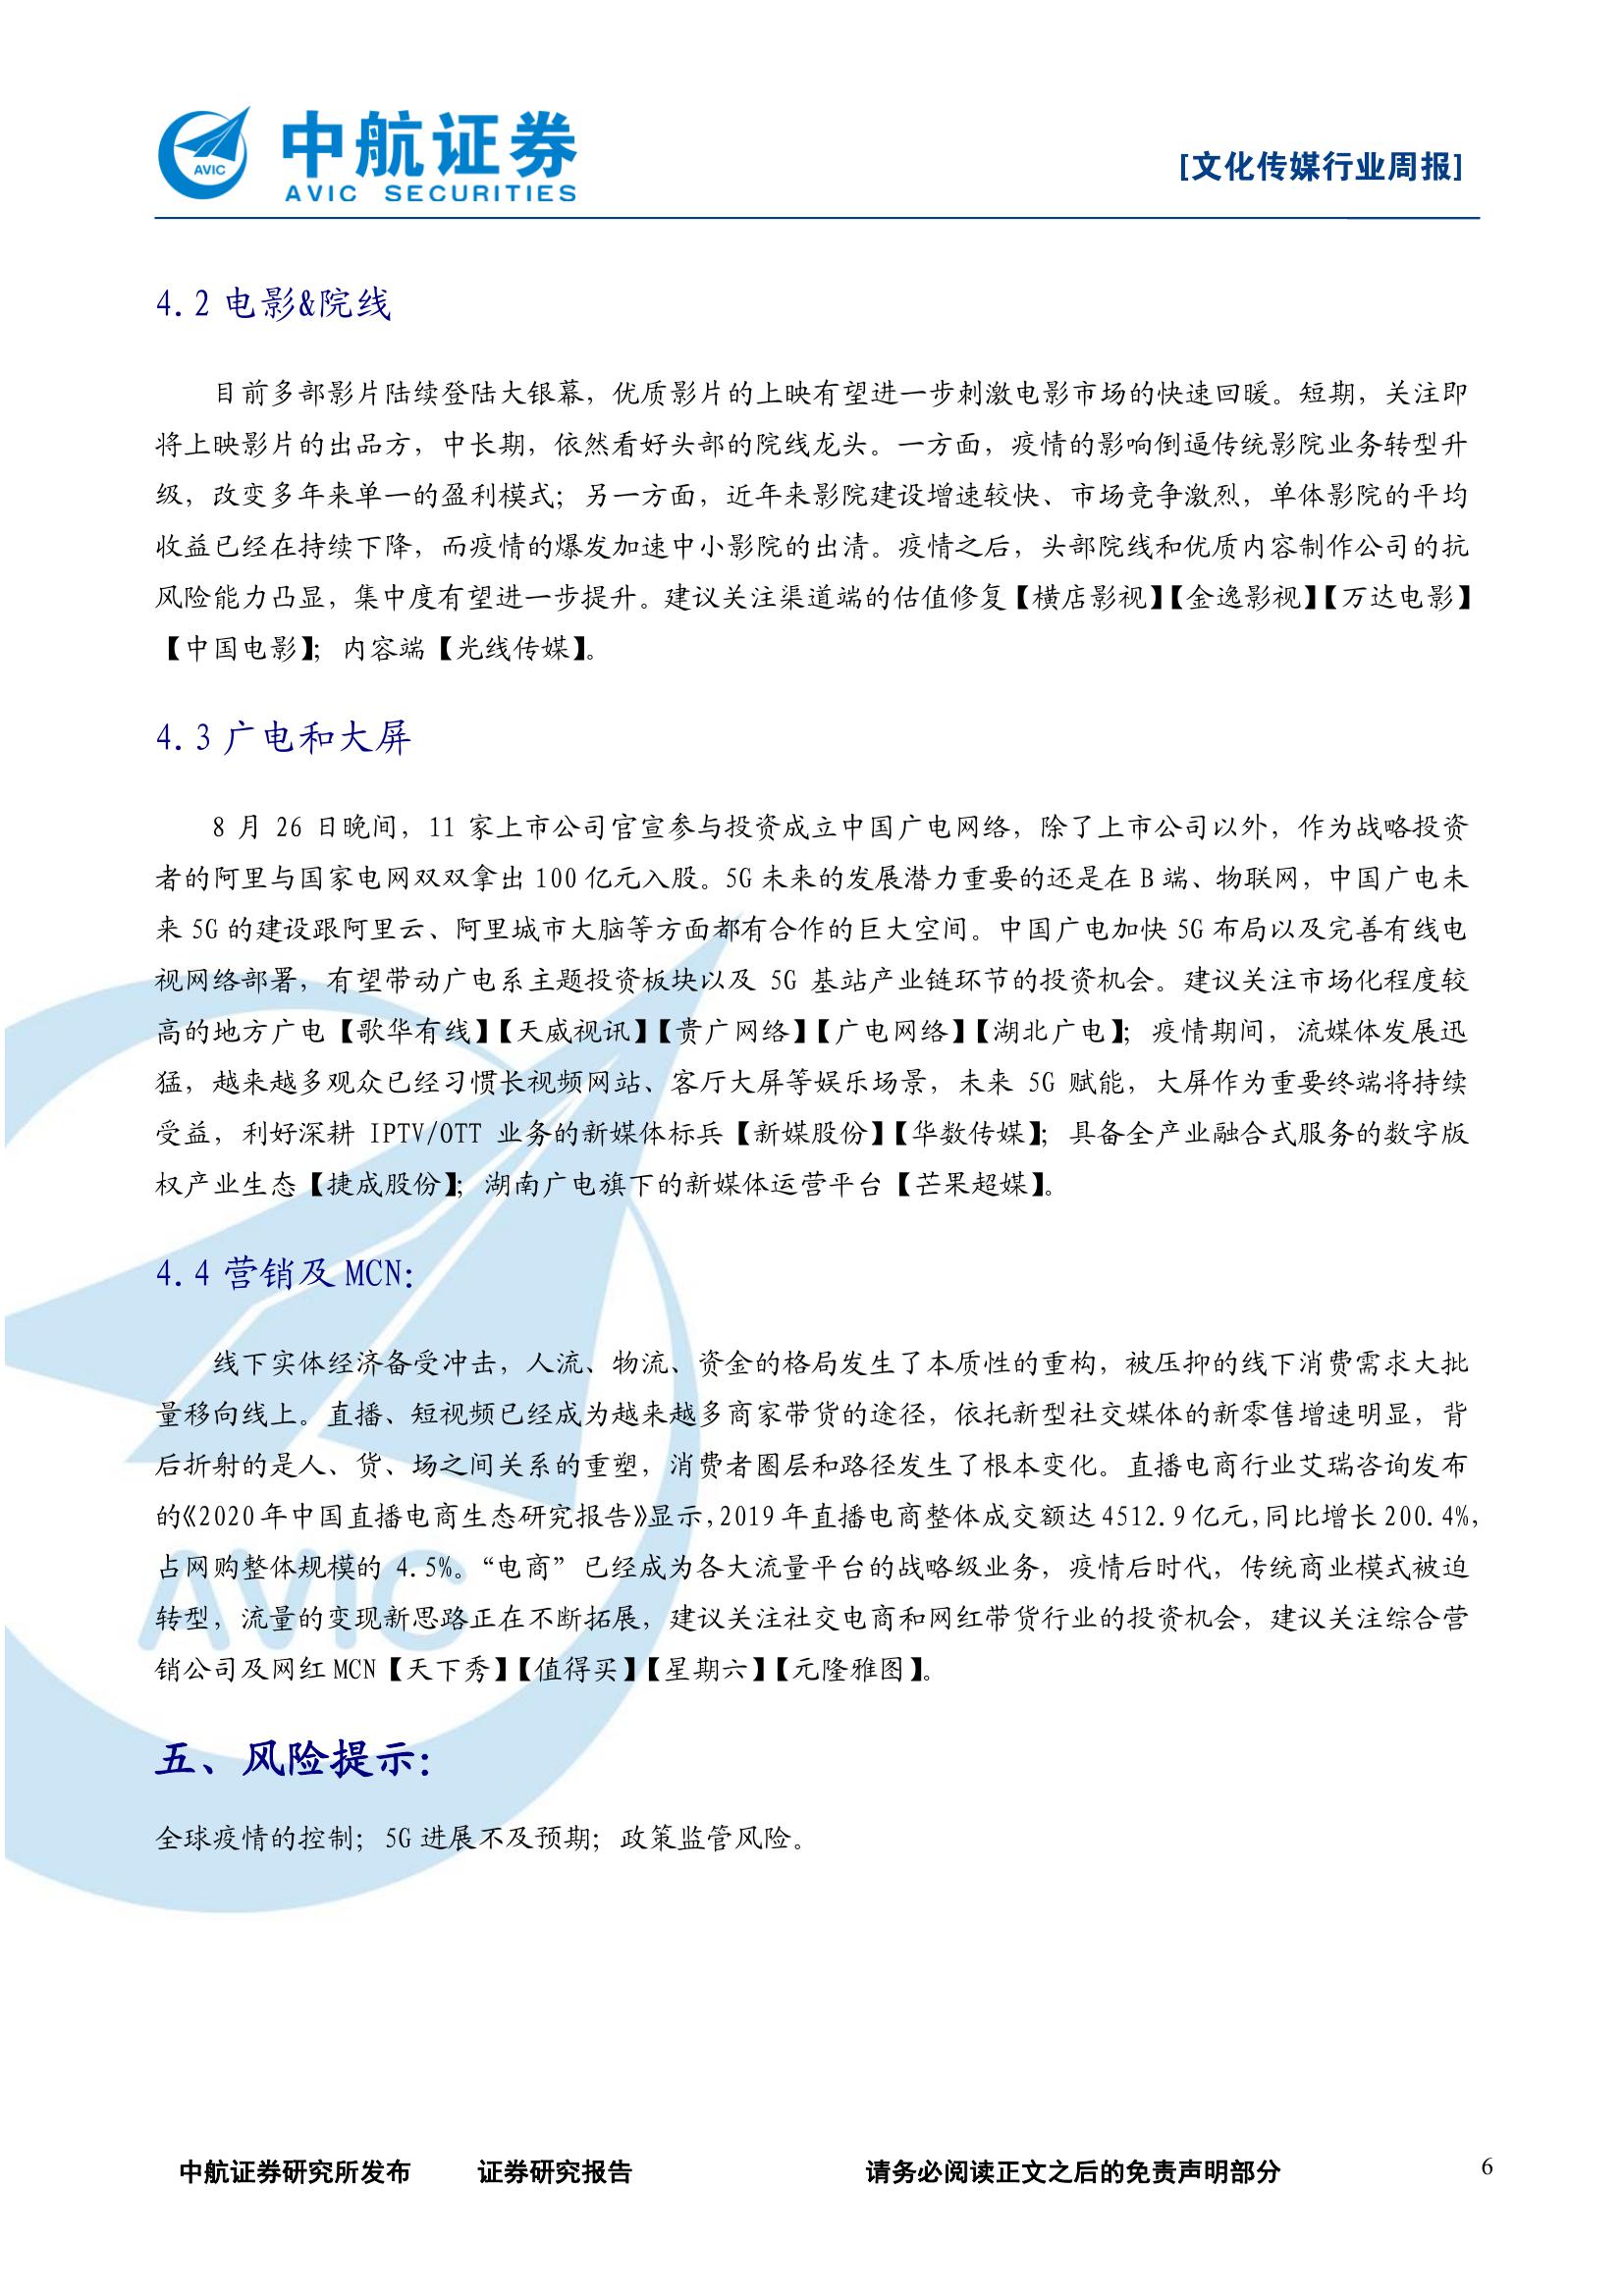 中航证券
AVIC SECURITIES
AVIC
[文化传媒行业周报]
4.2 电影&院线
目前多部影片陆续登陆大银幕，优质影片的上映有望进一步刺激电影市场的快速回暖。短期，关注即
将上映影片的出品方，中长期，依然看好头部的院线龙头。一方面，疫情的影响倒逼传统影院业务转型升
级，改变多年来单一的盈利模式；另一方面，近年来影院建设增速较快、市场竞争激烈，单体影院的平均
收益已经在持续下降，而疫情的爆发加速中小影院的出清。疫情之后，头部院线和优质内容制作公司的抗
风险能力凸显，集中度有望进一步提升。建议关注渠道端的估值修复【横店影视】【金逸影视】【万达电影】
【中国电影】；内容端【光线传媒】。
4.3 广电和大屏
8 月 26 日晚间，11 家上市公司官宣参与投资成立中国广电网络，除了上市公司以外，作为战略投资
者的阿里与国家电网双双拿出 100 亿元入股。5G 未来的发展潜力重要的还是在 B 端、物联网，中国广电未
来 5G 的建设跟阿里云、阿里城市大脑等方面都有合作的巨大空间。中国广电加快 5G 布局以及完善有线电
视网络部署，有望带动广电系主题投资板块以及 5G 基站产业链环节的投资机会。建议关注市场化程度较
高的地方广电【歌华有线】【天威视讯】【贵广网络】【广电网络】【湖北广电】；疫情期间，流媒体发展迅
猛，越来越多观众已经习惯长视频网站、客厅大屏等娱乐场景，未来 5G 赋能，大屏作为重要终端将持续
受益，利好深耕 IPTV/OTT 业务的新媒体标兵【新媒股份】【华数传媒】；具备全产业融合式服务的数字版
权产业生态【捷成股份】；湖南广电旗下的新媒体运营平台【芒果超媒】。
4.4 营销及 MCN：
线下实体经济备受冲击，人流、物流、资金的格局发生了本质性的重构，被压抑的线下消费需求大批
量移向线上。直播、短视频已经成为越来越多商家带货的途径，依托新型社交媒体的新零售增速明显，背
后折射的是人、货、场之间关系的重塑，消费者圈层和路径发生了根本变化。直播电商行业艾瑞咨询发布
的《2020 年中国直播电商生态研究报告》显示，2019 年直播电商整体成交额达 4512.9 亿元，同比增长 200.4%，
占网购整体规模的 4.5%。“电商”已经成为各大流量平台的战略级业务，疫情后时代，传统商业模式被迫
转型，流量的变现新思路正在不断拓展，建议关注社交电商和网红带货行业的投资机会，建议关注综合营
销公司及网红 MCN【天下秀】【值得买】【星期六】【元隆雅图】。
AVIC
五、风险提示：
全球疫情的控制；5G 进展不及预期；政策监管风险。
中航证券研究所发布 证券研究报告 请务必阅读正文之后的免责声明部分 6